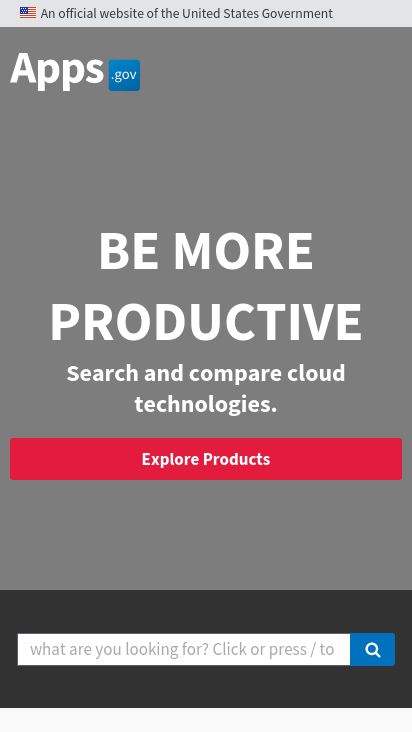 An official website of the United States Government
Apps .gov
BE MORE
PRODUCTIVE
Search and compare cloud
technologies.
Explore Products
what are you looking for? Click or press / to